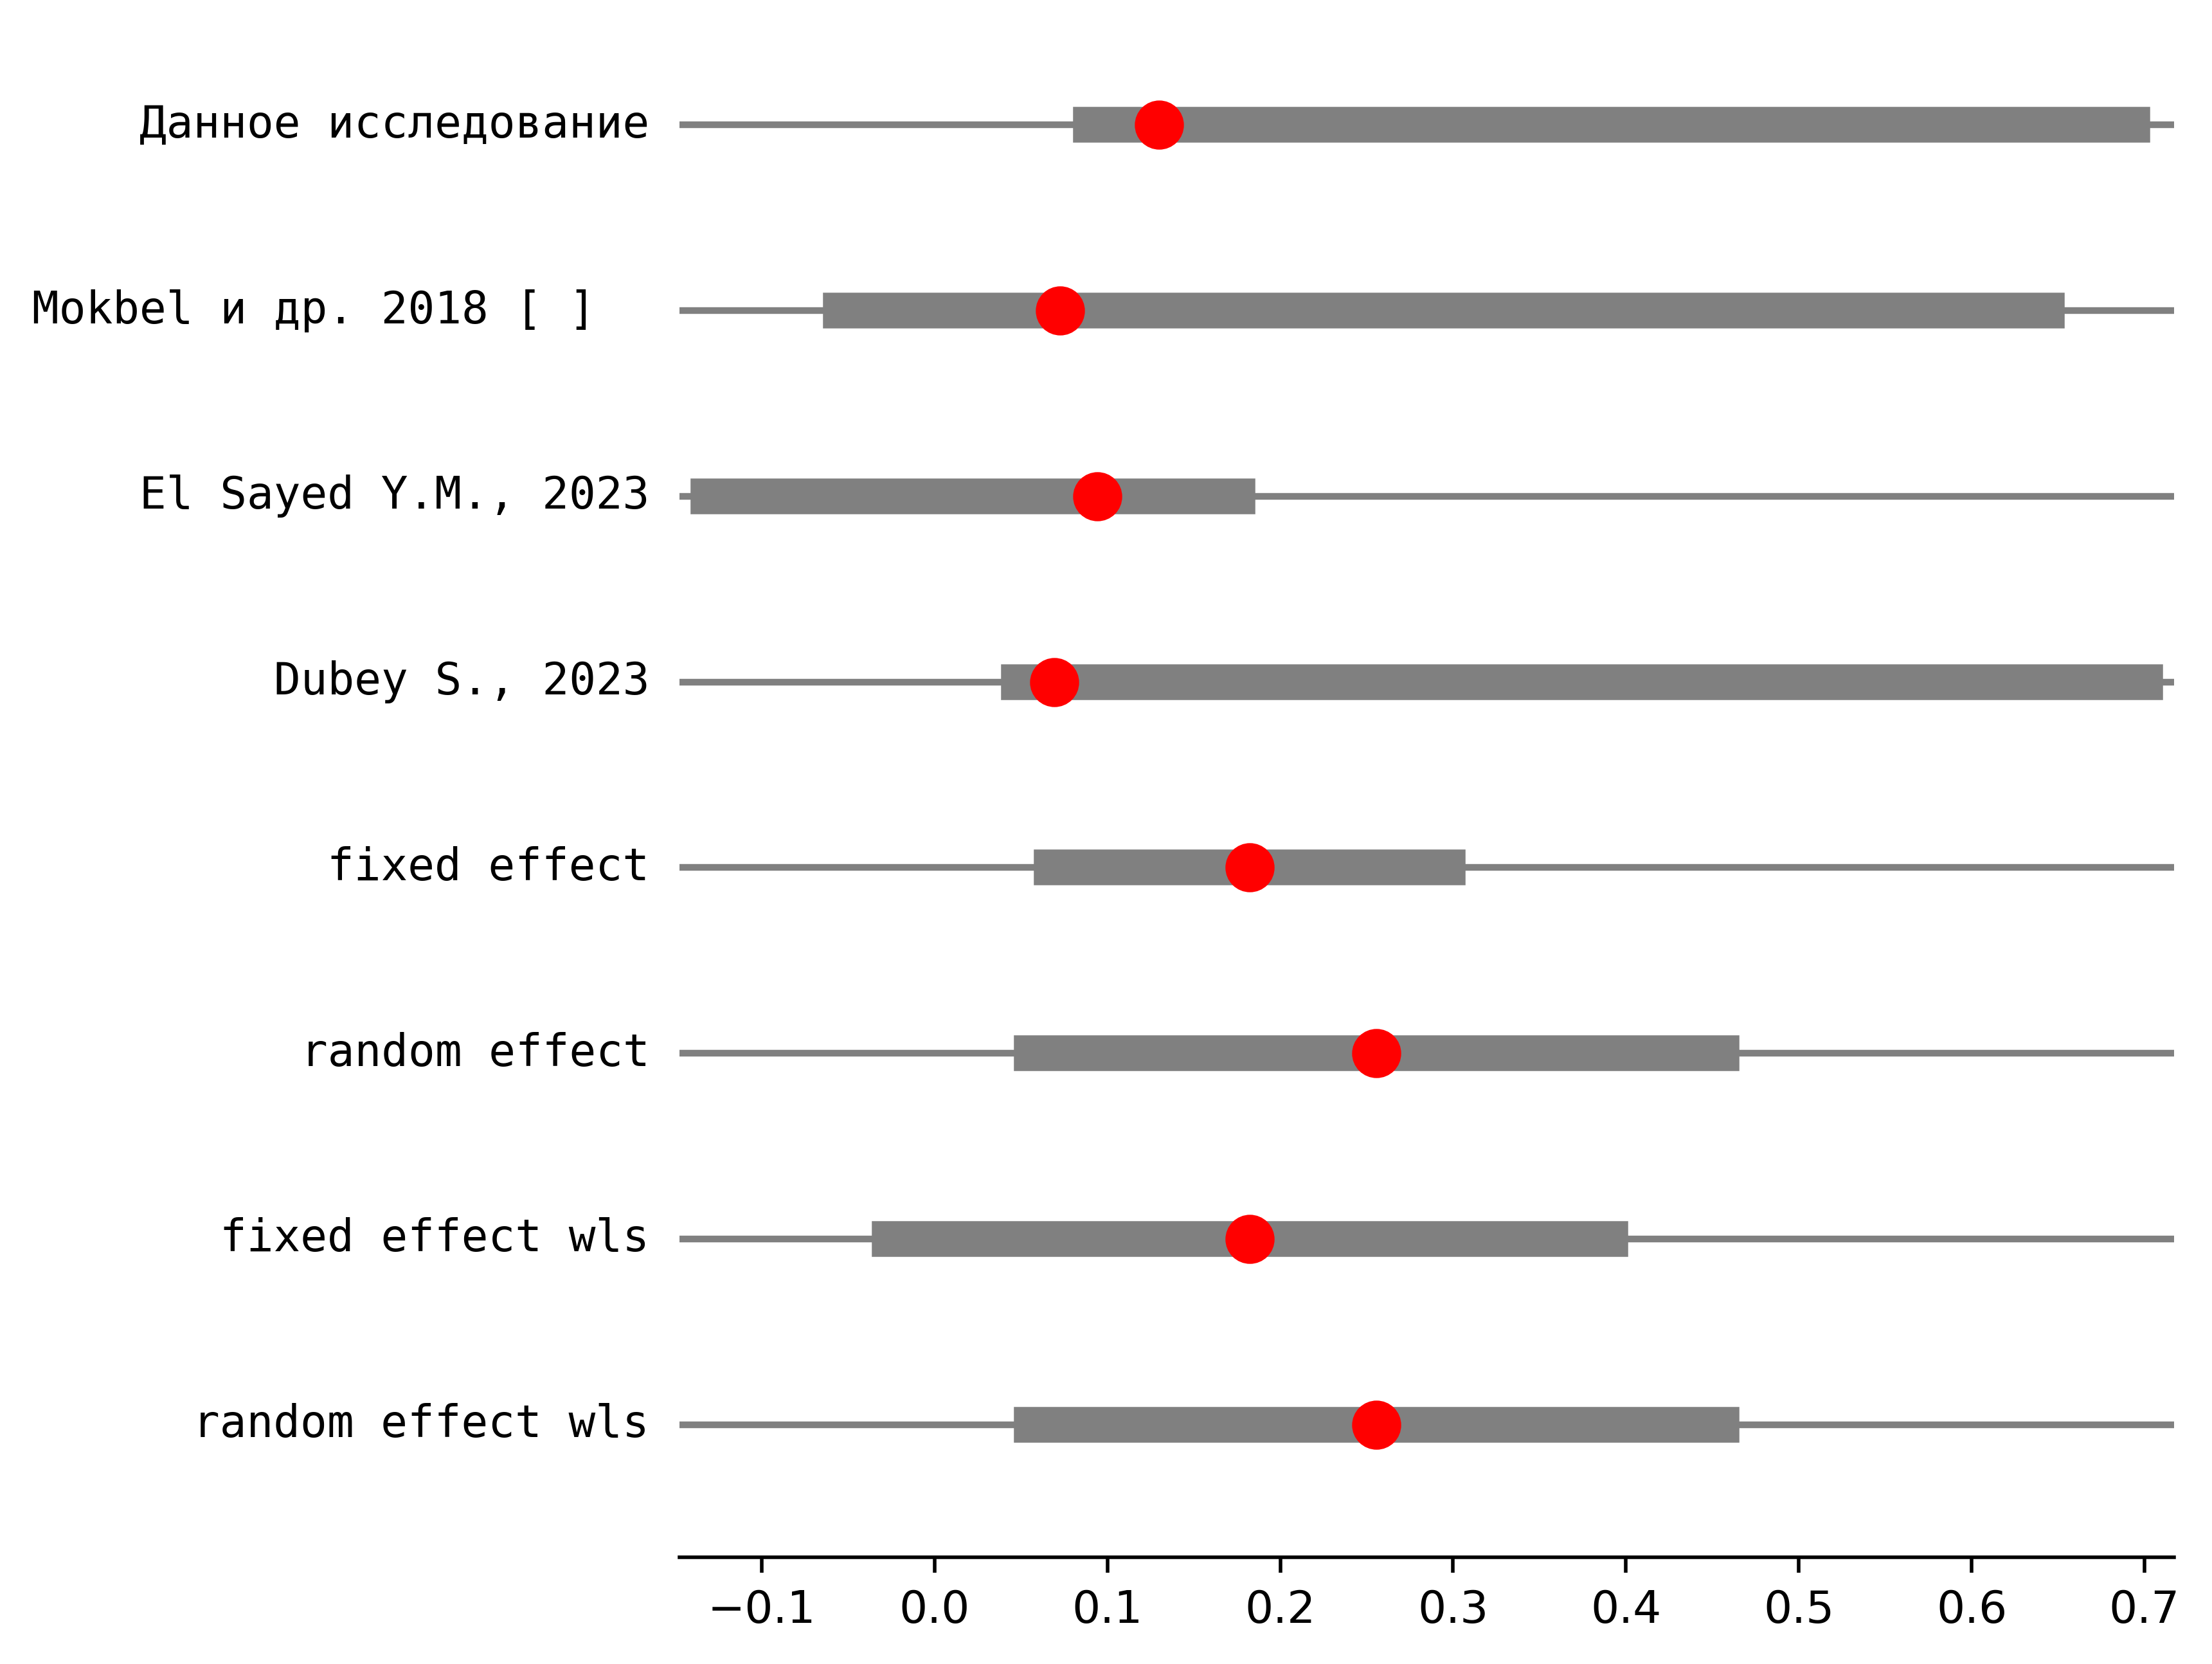 Данное исследование
Mokbel и др. 2018 [ ]
El Sayed Y.M., 2023
Dubey S., 2023
fixed effect
random effect
fixed effect wls
random effect wls
−0.1 0.0 0.1 0.2 0.3 0.4 0.5 0.6 0.7